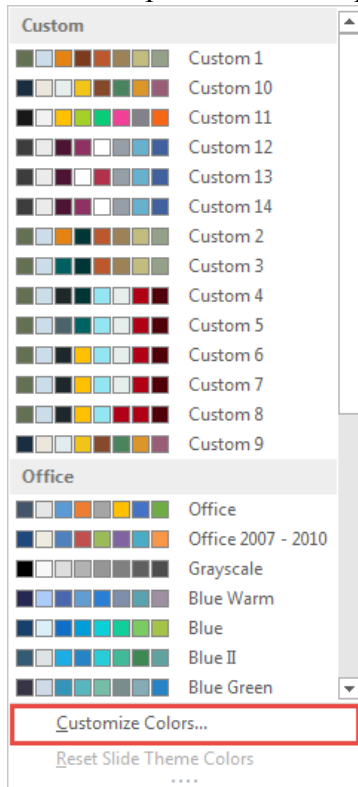 Custom
Custom 1
Custom 10
Custom 11
Custom 12
Custom 13
Custom 14
Custom 2
Custom 3
Custom 4
Custom 5
Custom 6
Custom 7
Custom 8
Custom 9
Office
Office
Office 2007 - 2010
Grayscale
Blue Warm
Blue
Blue II
Blue Green
Customize Colors...
Reset Slide Theme Colors